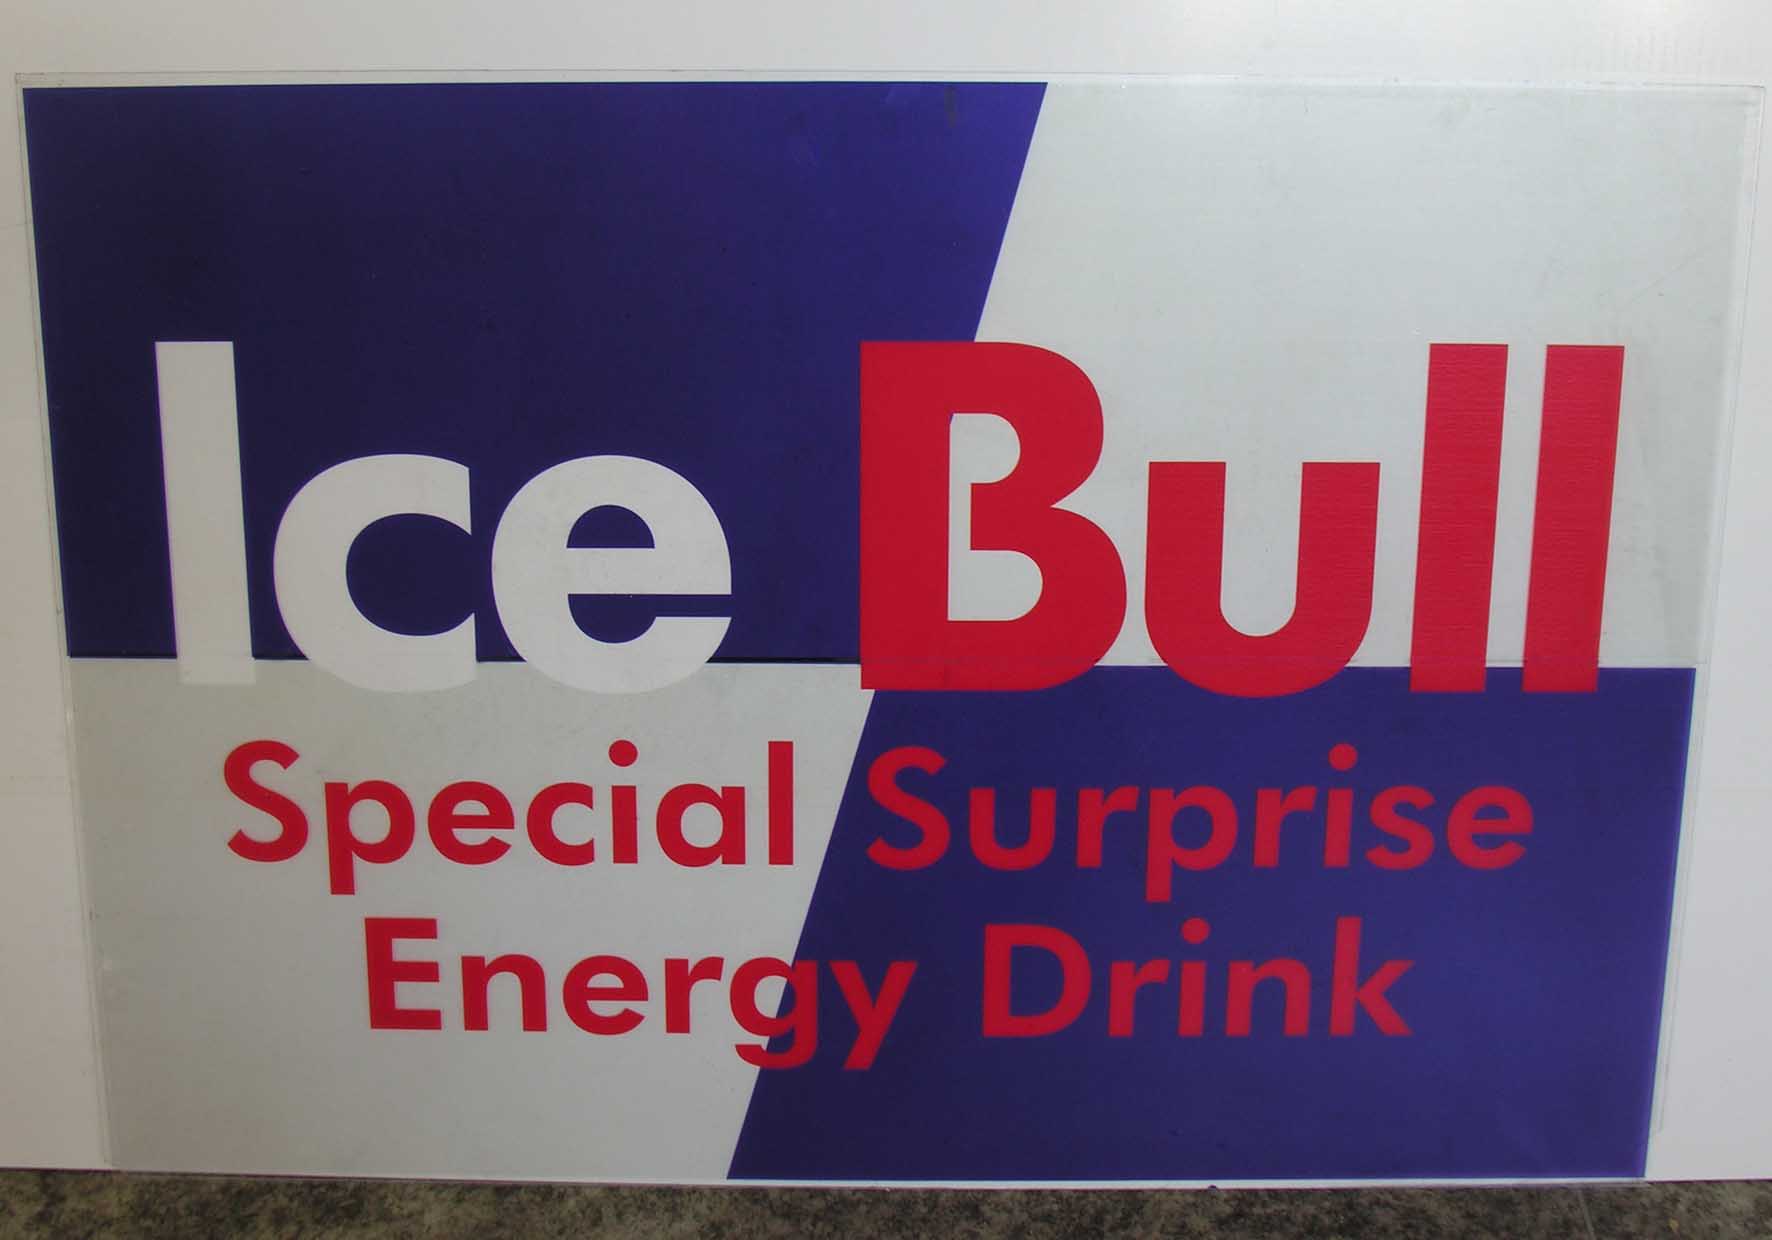 Ice Bull
Special Surprise
Energy Drink